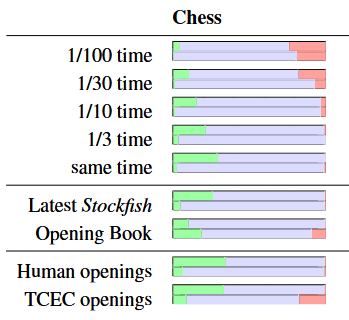 Chess
1/100 time
1/30 time
1/10 time
1/3 time
same time
Latest Stockfish
Opening Book
Human openings
TCEC openings